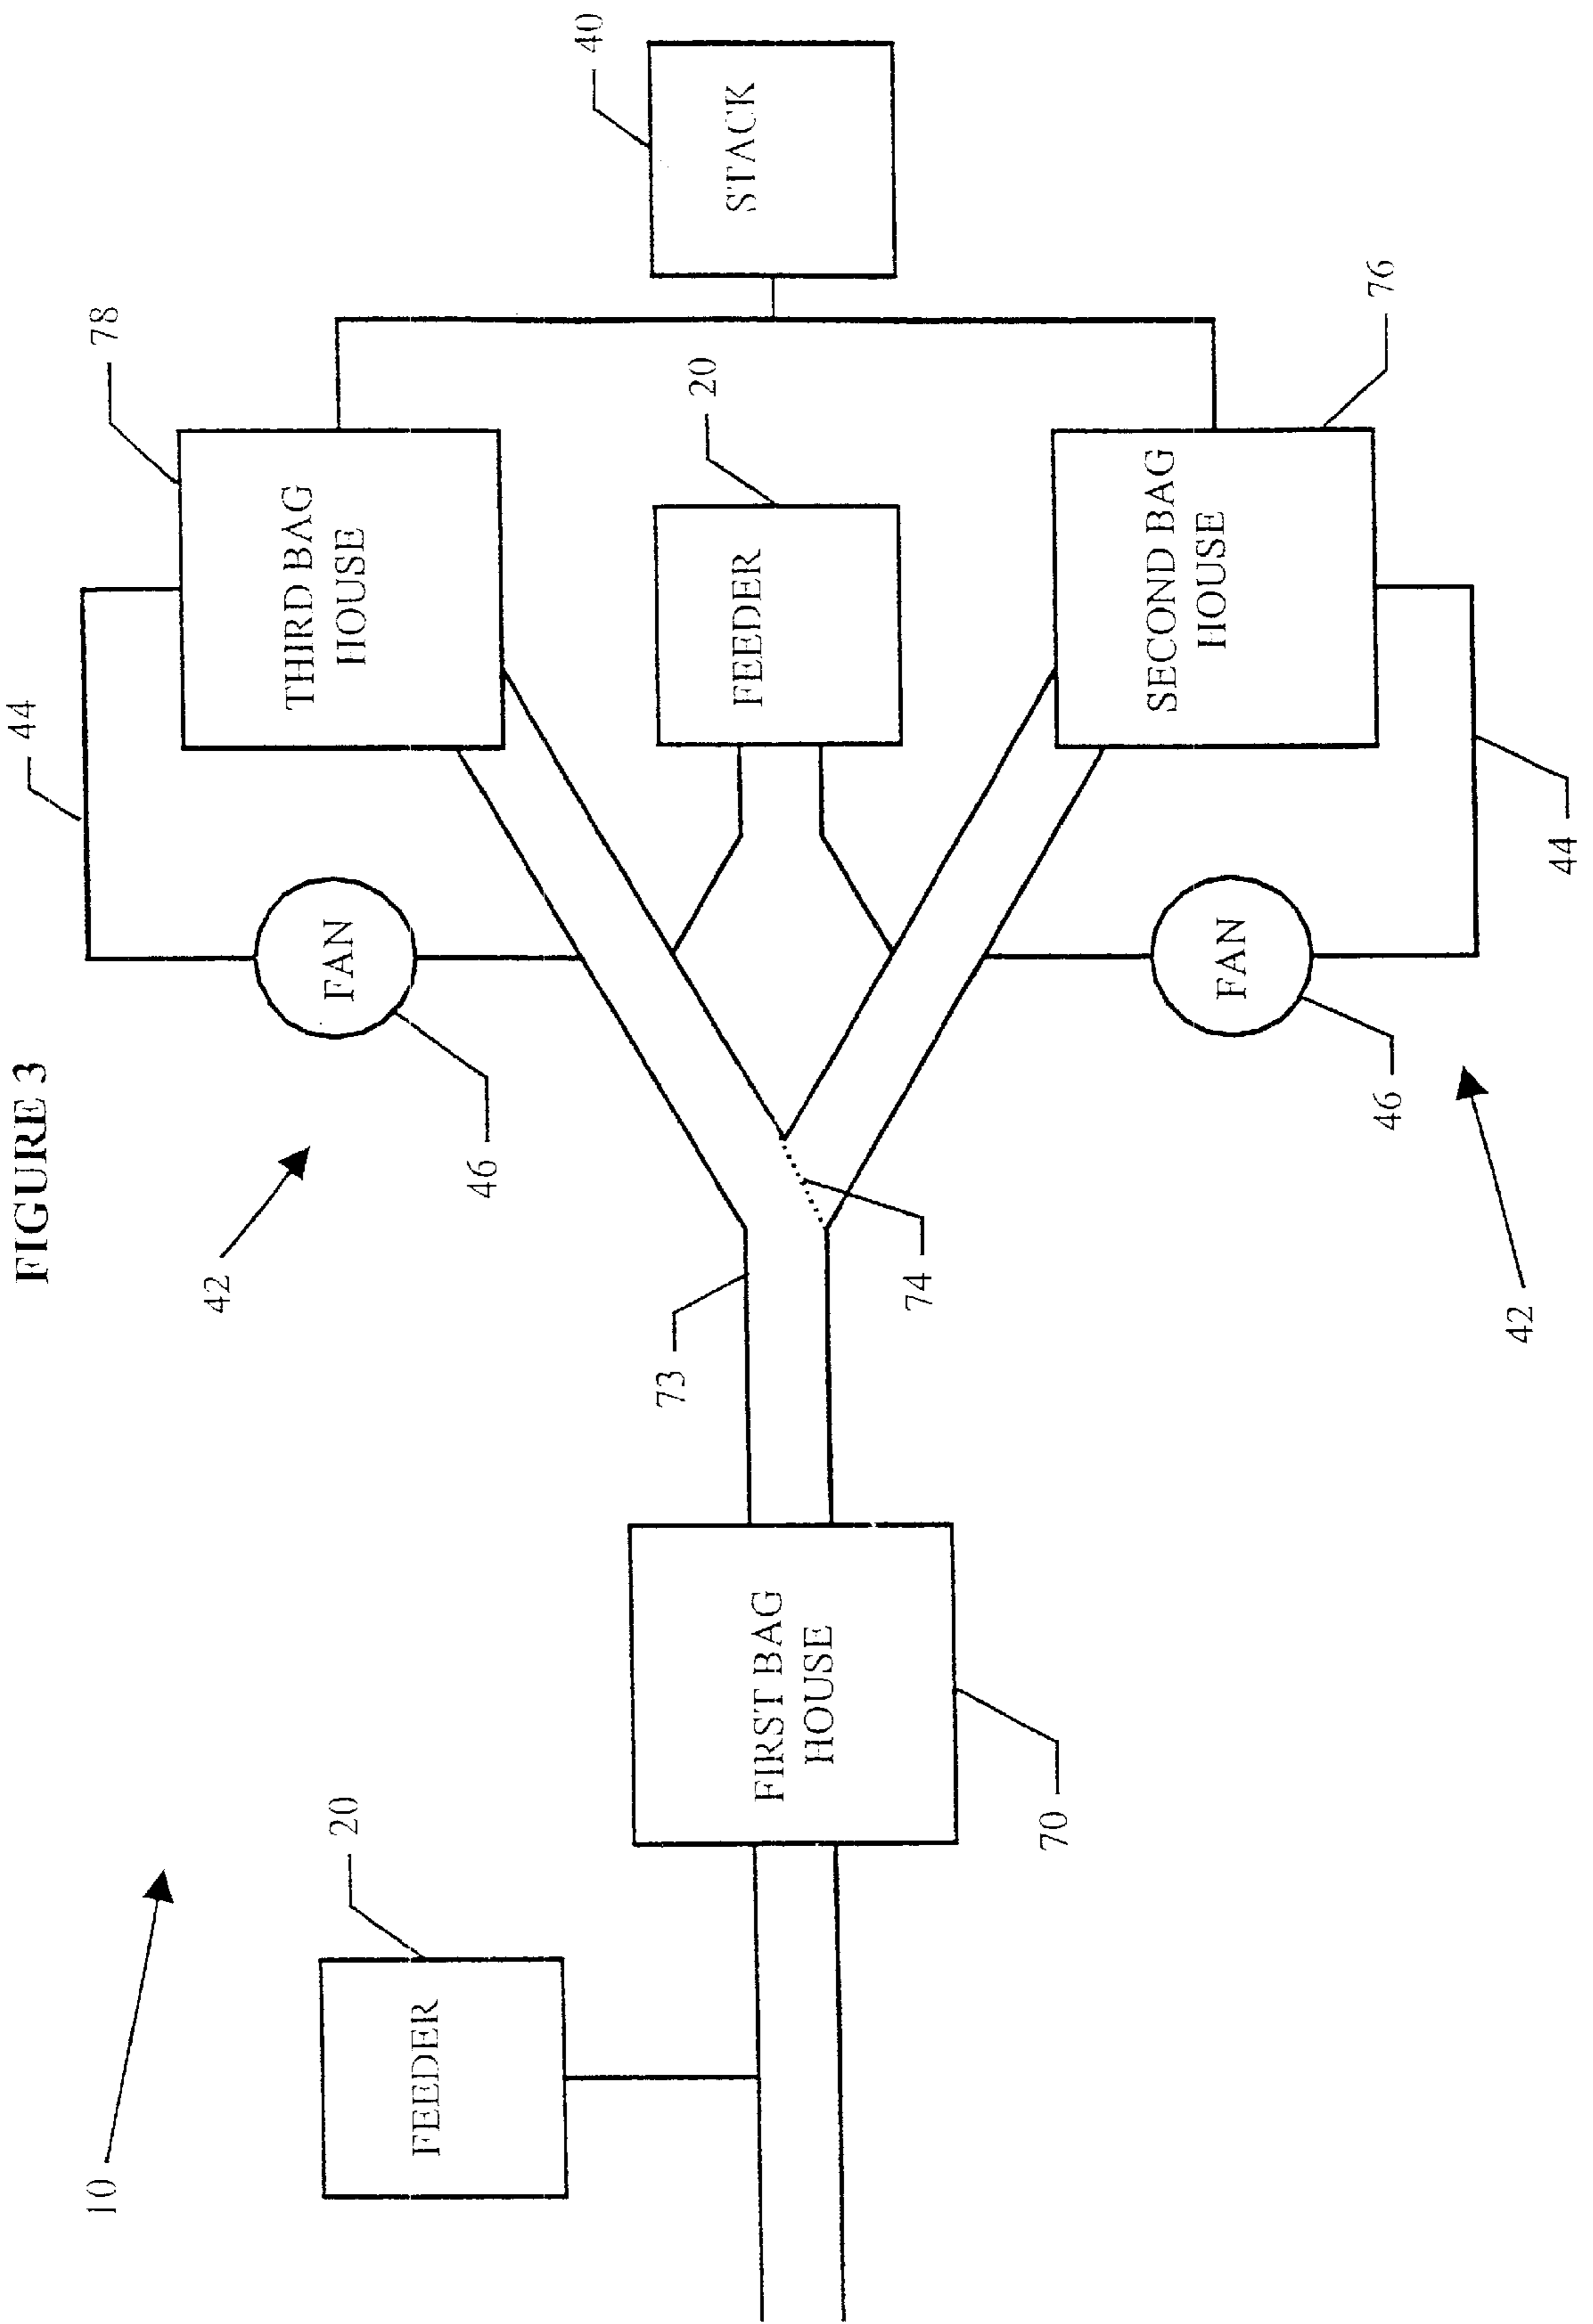 FIGURE 3
10
20
FEEDER
FIRST BAG
HOUSE
70
73
74
42
46
FAN
44
THIRD BAG
HOUSE
78
20
FEEDER
40
STACK
SECOND BAG
HOUSE
76
44
FAN
46
42